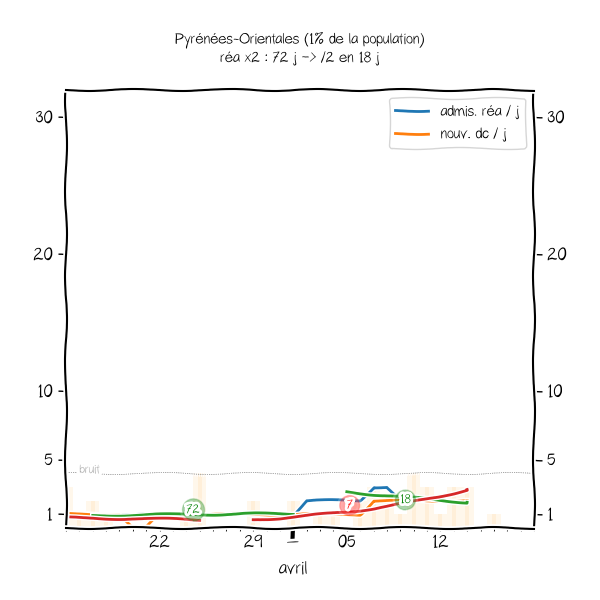 Pyrénées-Orientales (1% de la population)
réa x2 : 72 j -> /2 en 18 j
admis. réa / j
nouv. dc / j
30 30
20 20
10 10
5 5
bruit
72 7 18
1 1
22 29 05 12
avril